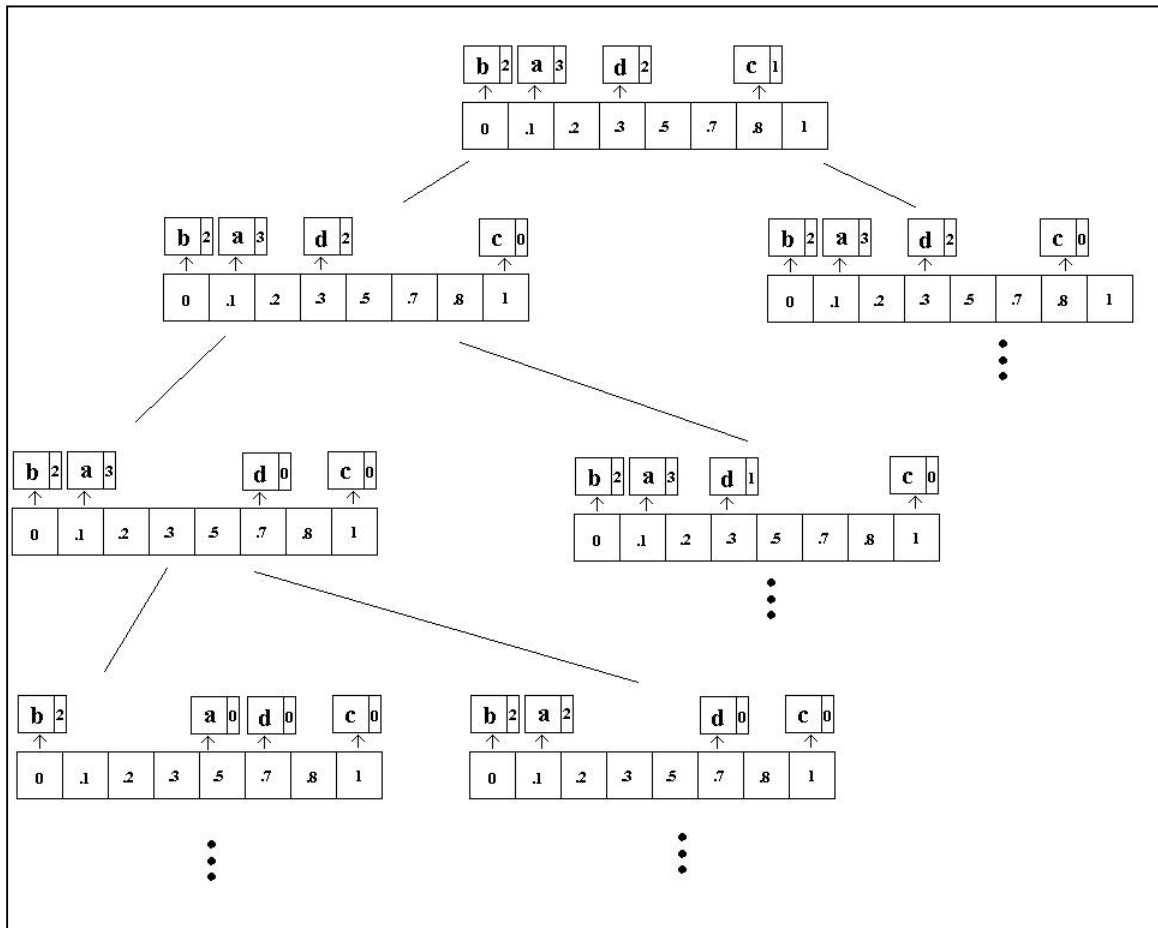 b 2 a 3 d 2 c 1
0 .1 .2 .3 .5 .7 .8 1
b 2 a 3 d 2 c 0
0 .1 .2 .3 .5 .7 .8 1
b 2 a 3 d 2 c 0
0 .1 .2 .3 .5 .7 .8 1
b 2 a 3 d 0 c 0
0 .1 .2 .3 .5 .7 .8 1
b 2 a 3 d 1 c 0
0 .1 .2 .3 .5 .7 .8 1
b 2 a 0 d 0 c 0
0 .1 .2 .3 .5 .7 .8 1
b 2 a 2 d 0 c 0
0 .1 .2 .3 .5 .7 .8 1